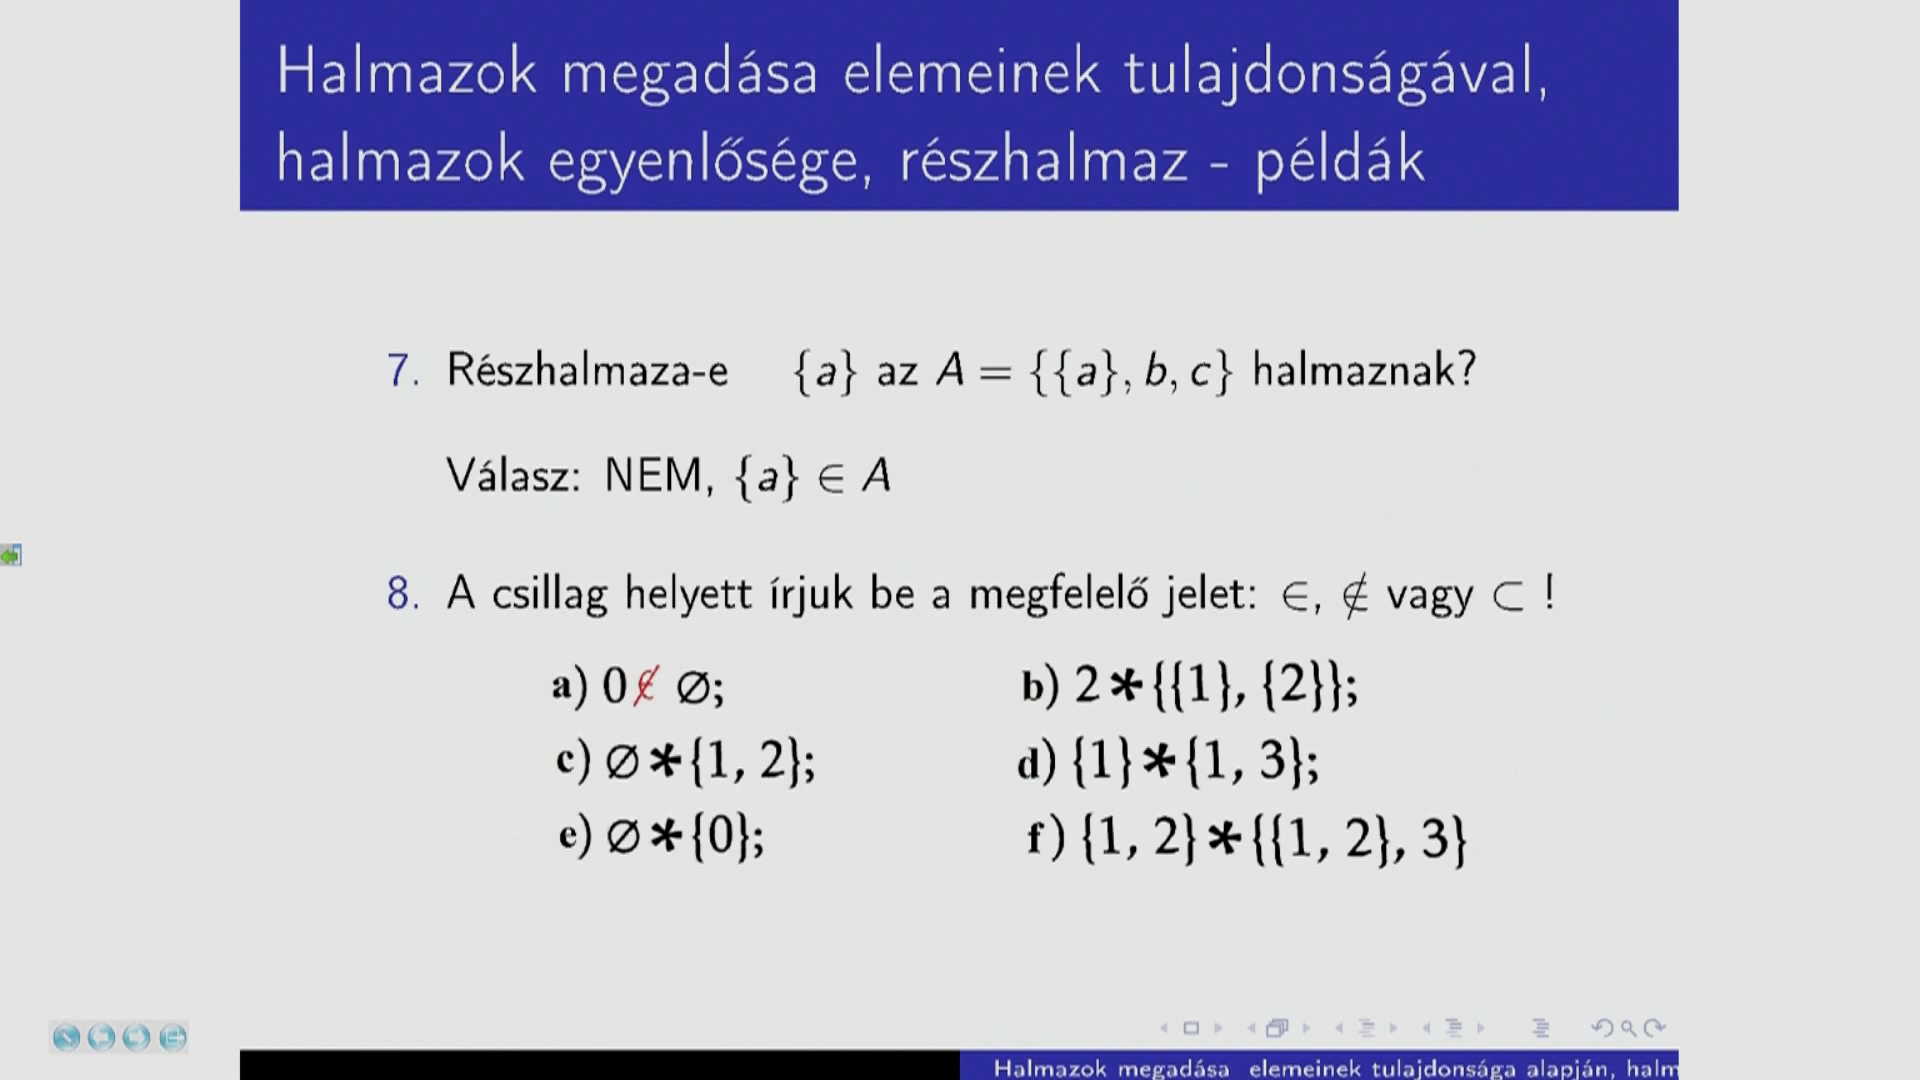 Halmazok megadása elemeinek tulajdonságával,
halmazok egyenlősége, részhalmaz - példák
7. Részhalmaza-e {a} az A = {{a}, b, c} halmaznak?
Válasz: NEM, {a} ∈ A
8. A csillag helyett írjuk be a megfelelő jelet: ∈, ∉ vagy ⊂ !
a) 0 ∉ ∅; b) 2 * {{1}, {2}};
c) ∅ * {1, 2}; d) {1} * {1, 3};
e) ∅ * {0}; f) {1, 2} * {{1, 2}, 3}
Halmazok megadása elemeinek tulajdonsága alapján, halm